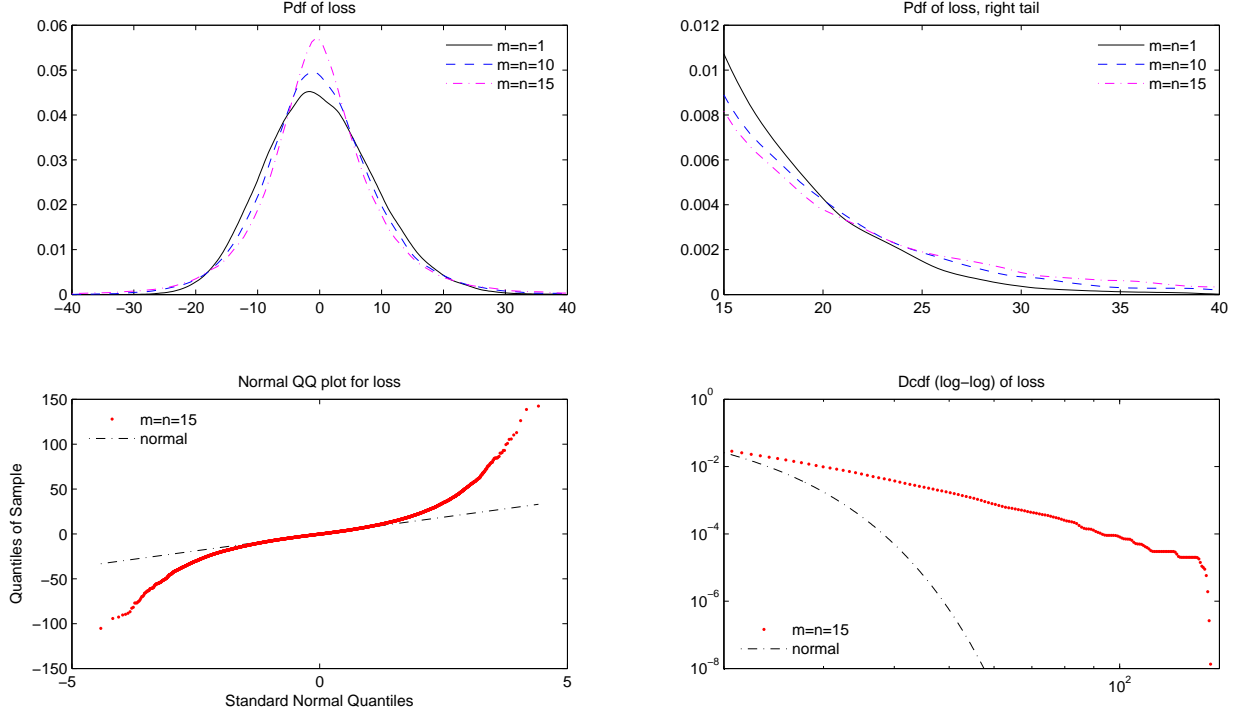 Pdf of loss
0.06
0.05
0.04
0.03
0.02
0.01
0
−40
−30
−20
−10
0
10
20
30
40
m=n=1
m=n=10
m=n=15
Pdf of loss, right tail
0.012
0.01
0.008
0.006
0.004
0.002
0
15
20
25
30
35
40
m=n=1
m=n=10
m=n=15
Normal QQ plot for loss
Quantiles of Sample
150
100
50
0
−50
−100
−150
−5
0
5
Standard Normal Quantiles
m=n=15
normal
Dcdf (log−log) of loss
10^0
10^−2
10^−4
10^−6
10^−8
10^2
m=n=15
normal